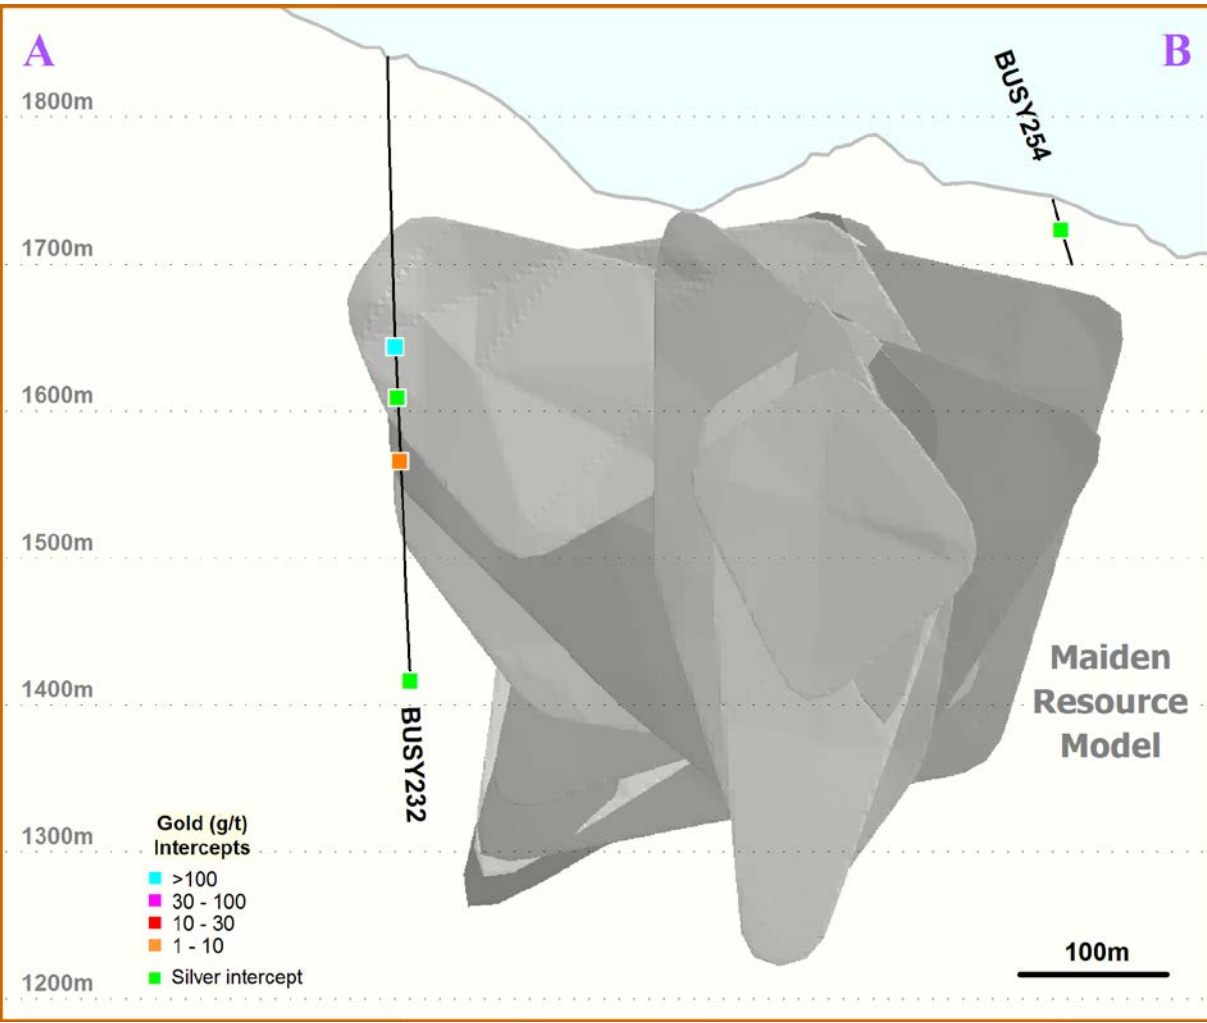 A
B
BUSY254
1800m
1700m
1600m
1500m
1400m
1300m
1200m
BUSY232
Maiden
Resource
Model
Gold (g/t)
Intercepts
>100
30 - 100
10 - 30
1 - 10
Silver intercept
100m